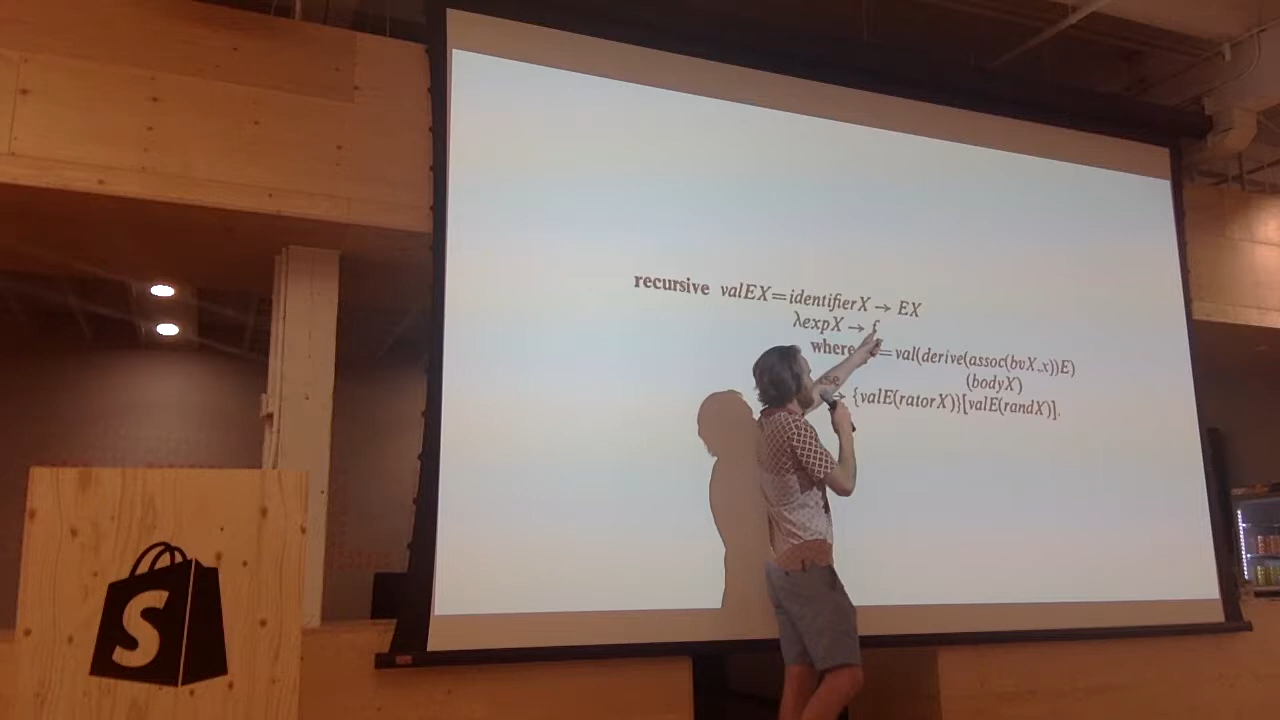 recursive valEX=identifierX → EX
λexpX → f
where =val(derive(assoc(bvX,x))E)
(bodyX)
→ {valE(ratorX)}[valE(randX)].
S